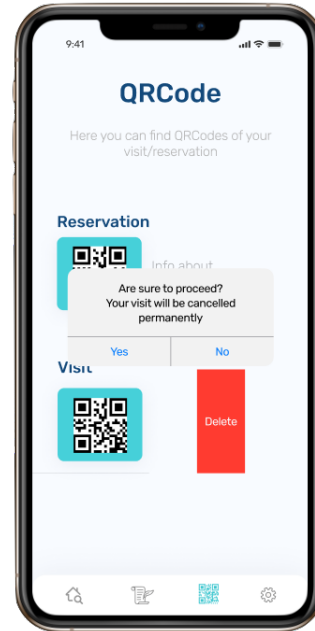 9:41
QRCode
Here you can find QRCodes of your
visit/reservation
Reservation
Info about
Are sure to proceed?
Your visit will be cancelled
permanently
Yes
No
Visit
Delete